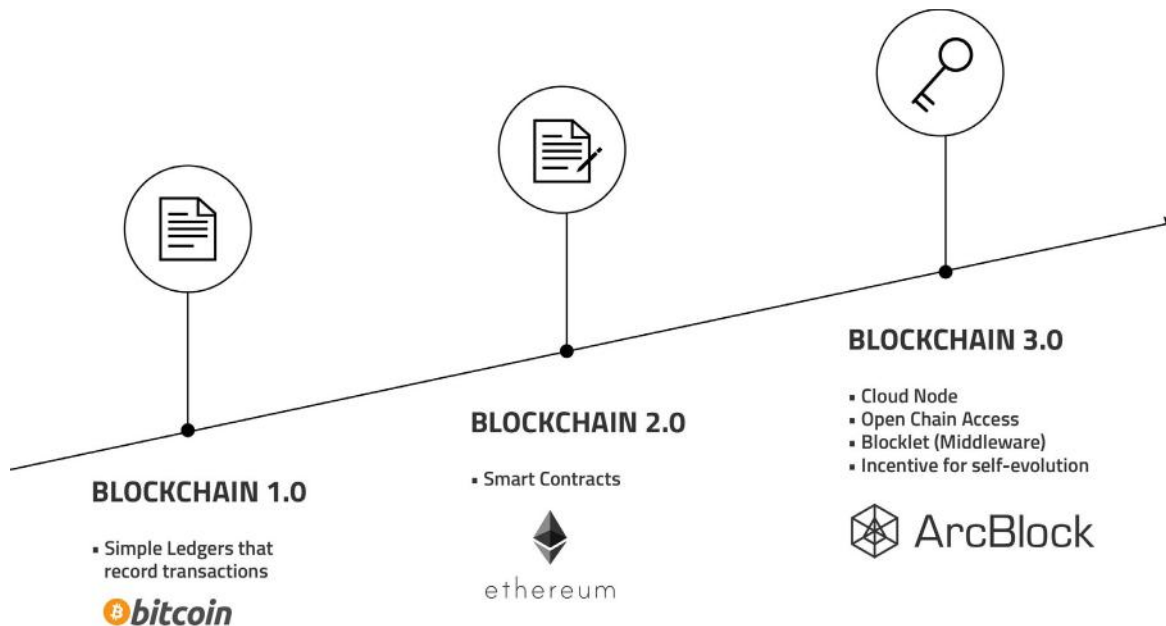 BLOCKCHAIN 1.0
▪ Simple Ledgers that
record transactions
bitcoin
BLOCKCHAIN 2.0
▪ Smart Contracts
ethereum
BLOCKCHAIN 3.0
▪ Cloud Node
▪ Open Chain Access
▪ Blocklet (Middleware)
▪ Incentive for self-evolution
ArcBlock